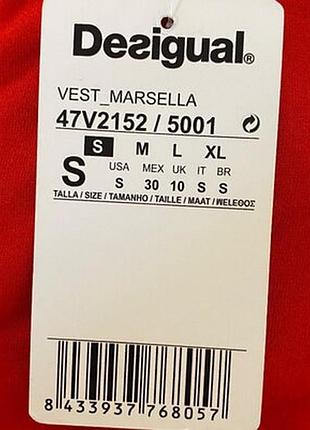 Desigual®
VEST_MARSELLA
47V2152 / 5001
S M L XL
S
USA MEX UK IT BR
S 30 10 S S
TALLA / SIZE / TAMANHO / TAILLE / MAAT / ΜΕΛΕΘΟΣ
8 433937 768057